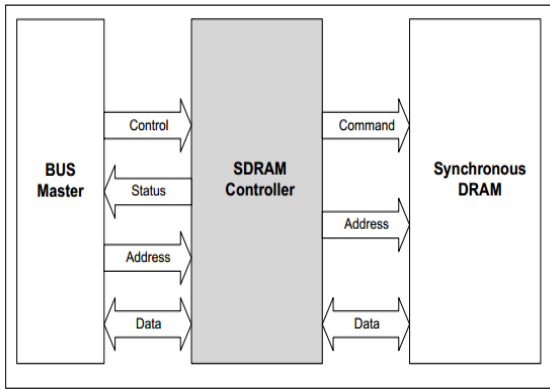 Control
Command
BUS
Master
SDRAM
Controller
Synchronous
DRAM
Status
Address
Address
Data
Data